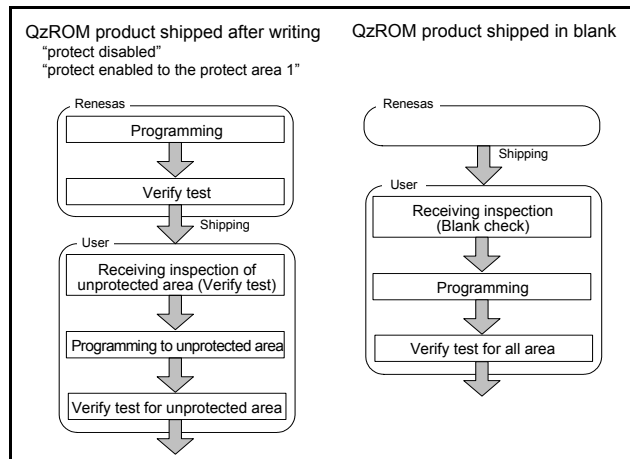 QzROM product shipped after writing
“protect disabled”
“protect enabled to the protect area 1”
Renesas
Programming
Verify test
Shipping
User
Receiving inspection of
unprotected area (Verify test)
Programming to unprotected area
Verify test for unprotected area
QzROM product shipped in blank
Renesas
Shipping
User
Receiving inspection
(Blank check)
Programming
Verify test for all area